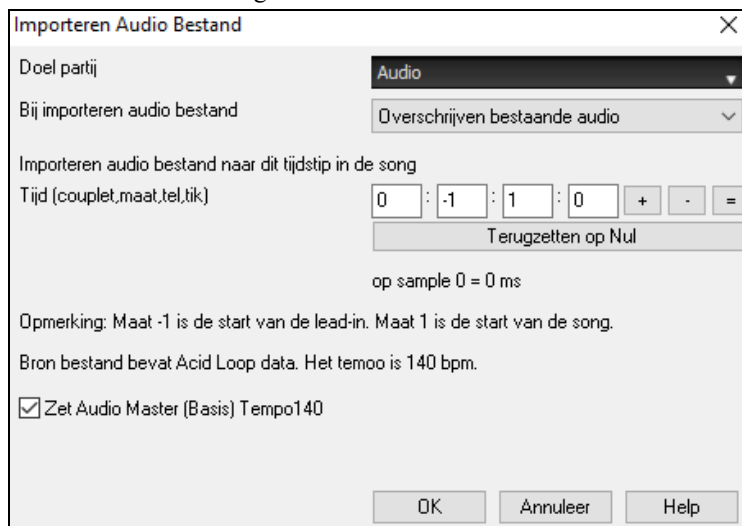 Importeren Audio Bestand
Doel partij Audio
Bij importeren audio bestand Overschrijven bestaande audio
Importeren audio bestand naar dit tijdstip in de song
Tijd (couplet,maat,tel,tik) 0 : -1 : 1 : 0 + - =
Terugzetten op Nul
op sample 0 = 0 ms
Opmerking: Maat -1 is de start van de lead-in. Maat 1 is de start van de song.
Bron bestand bevat Acid Loop data. Het temoo is 140 bpm.
Zet Audio Master (Basis) Tempo140
OK Annuleer Help